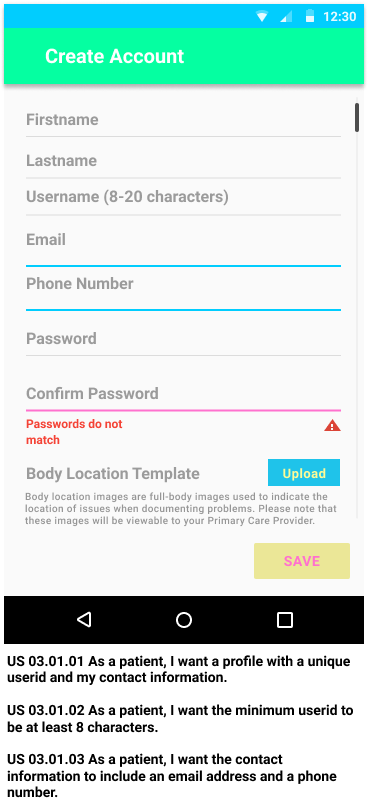 12:30
Create Account
Firstname
Lastname
Username (8-20 characters)
Email
Phone Number
Password
Confirm Password
Passwords do not
match
Body Location Template
Upload
Body location images are full-body images used to indicate the
location of issues when documenting problems. Please note that
these images will be viewable to your Primary Care Provider.
SAVE
US 03.01.01 As a patient, I want a profile with a unique
userid and my contact information.
US 03.01.02 As a patient, I want the minimum userid to
be at least 8 characters.
US 03.01.03 As a patient, I want the contact
information to include an email address and a phone
number.